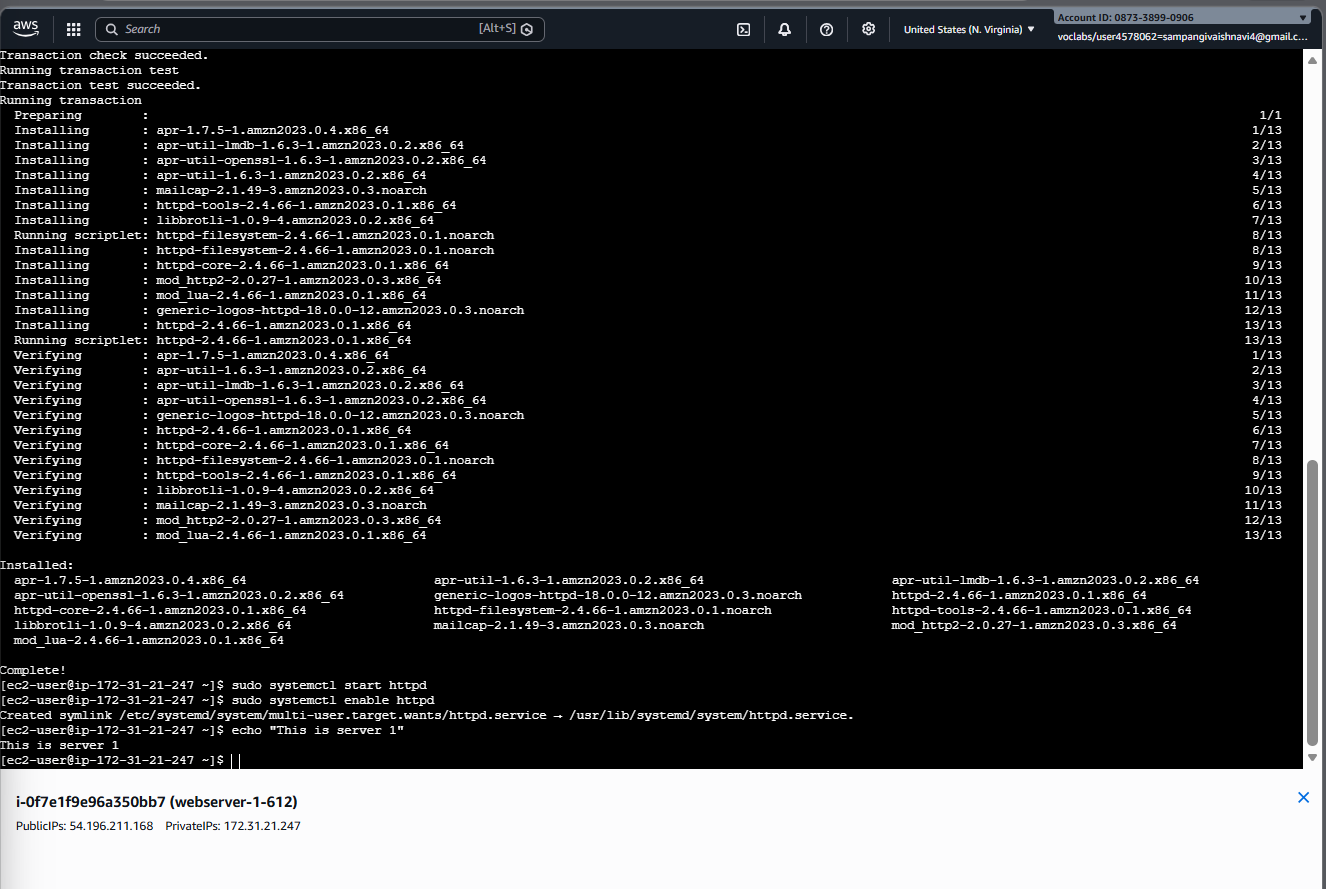 aws
Search [Alt+S]
United States (N. Virginia)
Account ID: 0873-3899-0906
voclabs/user4578062=sampangivaishnavi4@gmail.c...
Transaction check succeeded.
Running transaction test
Transaction test succeeded.
Running transaction
Preparing : 1/1
Installing : apr-1.7.5-1.amzn2023.0.4.x86_64 1/13
Installing : apr-util-lmdb-1.6.3-1.amzn2023.0.2.x86_64 2/13
Installing : apr-util-openssl-1.6.3-1.amzn2023.0.2.x86_64 3/13
Installing : apr-util-1.6.3-1.amzn2023.0.2.x86_64 4/13
Installing : mailcap-2.1.49-3.amzn2023.0.3.noarch 5/13
Installing : httpd-tools-2.4.66-1.amzn2023.0.1.x86_64 6/13
Installing : libbrotli-1.0.9-4.amzn2023.0.2.x86_64 7/13
Running scriptlet: httpd-filesystem-2.4.66-1.amzn2023.0.1.noarch 8/13
Installing : httpd-filesystem-2.4.66-1.amzn2023.0.1.noarch 8/13
Installing : httpd-core-2.4.66-1.amzn2023.0.1.x86_64 9/13
Installing : mod_http2-2.0.27-1.amzn2023.0.3.x86_64 10/13
Installing : mod_lua-2.4.66-1.amzn2023.0.1.x86_64 11/13
Installing : generic-logos-httpd-18.0.0-12.amzn2023.0.3.noarch 12/13
Installing : httpd-2.4.66-1.amzn2023.0.1.x86_64 13/13
Running scriptlet: httpd-2.4.66-1.amzn2023.0.1.x86_64 13/13
Verifying : apr-1.7.5-1.amzn2023.0.4.x86_64 1/13
Verifying : apr-util-1.6.3-1.amzn2023.0.2.x86_64 2/13
Verifying : apr-util-lmdb-1.6.3-1.amzn2023.0.2.x86_64 3/13
Verifying : apr-util-openssl-1.6.3-1.amzn2023.0.2.x86_64 4/13
Verifying : generic-logos-httpd-18.0.0-12.amzn2023.0.3.noarch 5/13
Verifying : httpd-2.4.66-1.amzn2023.0.1.x86_64 6/13
Verifying : httpd-core-2.4.66-1.amzn2023.0.1.x86_64 7/13
Verifying : httpd-filesystem-2.4.66-1.amzn2023.0.1.noarch 8/13
Verifying : httpd-tools-2.4.66-1.amzn2023.0.1.x86_64 9/13
Verifying : libbrotli-1.0.9-4.amzn2023.0.2.x86_64 10/13
Verifying : mailcap-2.1.49-3.amzn2023.0.3.noarch 11/13
Verifying : mod_http2-2.0.27-1.amzn2023.0.3.x86_64 12/13
Verifying : mod_lua-2.4.66-1.amzn2023.0.1.x86_64 13/13
Installed:
apr-1.7.5-1.amzn2023.0.4.x86_64 apr-util-1.6.3-1.amzn2023.0.2.x86_64 apr-util-lmdb-1.6.3-1.amzn2023.0.2.x86_64
apr-util-openssl-1.6.3-1.amzn2023.0.2.x86_64 generic-logos-httpd-18.0.0-12.amzn2023.0.3.noarch httpd-2.4.66-1.amzn2023.0.1.x86_64
httpd-core-2.4.66-1.amzn2023.0.1.x86_64 httpd-filesystem-2.4.66-1.amzn2023.0.1.noarch httpd-tools-2.4.66-1.amzn2023.0.1.x86_64
libbrotli-1.0.9-4.amzn2023.0.2.x86_64 mailcap-2.1.49-3.amzn2023.0.3.noarch mod_http2-2.0.27-1.amzn2023.0.3.x86_64
mod_lua-2.4.66-1.amzn2023.0.1.x86_64
Complete!
[ec2-user@ip-172-31-21-247 ~]$ sudo systemctl start httpd
[ec2-user@ip-172-31-21-247 ~]$ sudo systemctl enable httpd
Created symlink /etc/systemd/system/multi-user.target.wants/httpd.service → /usr/lib/systemd/system/httpd.service.
[ec2-user@ip-172-31-21-247 ~]$ echo "This is server 1"
This is server 1
[ec2-user@ip-172-31-21-247 ~]$
i-0f7e1f9e96a350bb7 (webserver-1-612)
PublicIPs: 54.196.211.168 PrivateIPs: 172.31.21.247